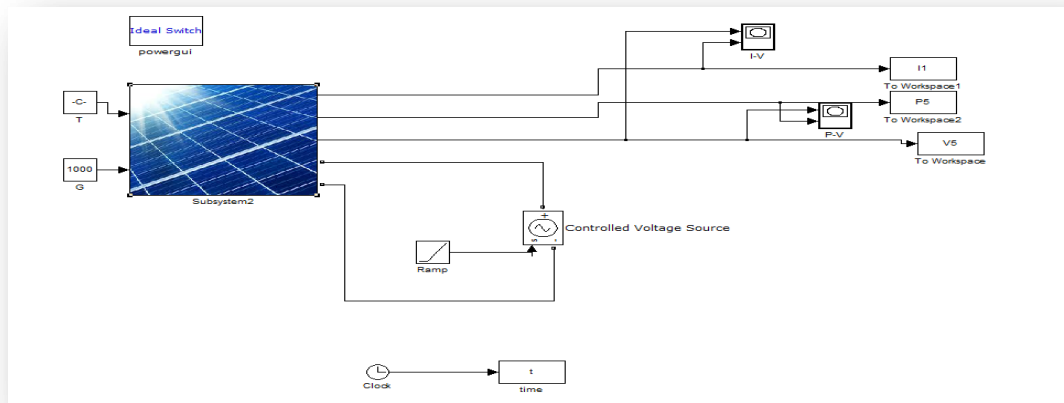 Ideal Switch
powergui
I-V
I1
To Workspace1
-C-
T
P5
To Workspace2
P-V
V5
To Workspace
1000
G
Subsystem2
+
s
-
Controlled Voltage Source
Ramp
Clock
t
time